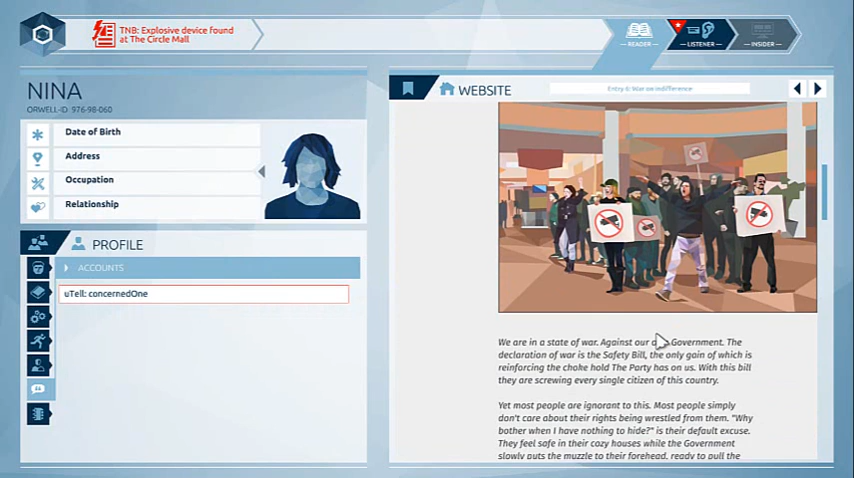 TNB: Explosive device found
at The Circle Mall
READER
LISTENER
INSIDER
NINA
ORWELL-ID: 976-98-060
Date of Birth
Address
Occupation
Relationship
PROFILE
ACCOUNTS
uTell: concernedOne
WEBSITE
Entry 6: War on indifference
We are in a state of war. Against our Government. The
declaration of war is the Safety Bill, the only gain of which is
reinforcing the choke hold The Party has on us. With this bill
they are screwing every single citizen of this country.
Yet most people are ignorant to this. Most people simply
don't care about their rights being wrestled from them. "Why
bother when I have nothing to hide?" is their default excuse.
They feel safe in their cozy houses while the Government
slowly puts the muzzle to their forehead, ready to pull the